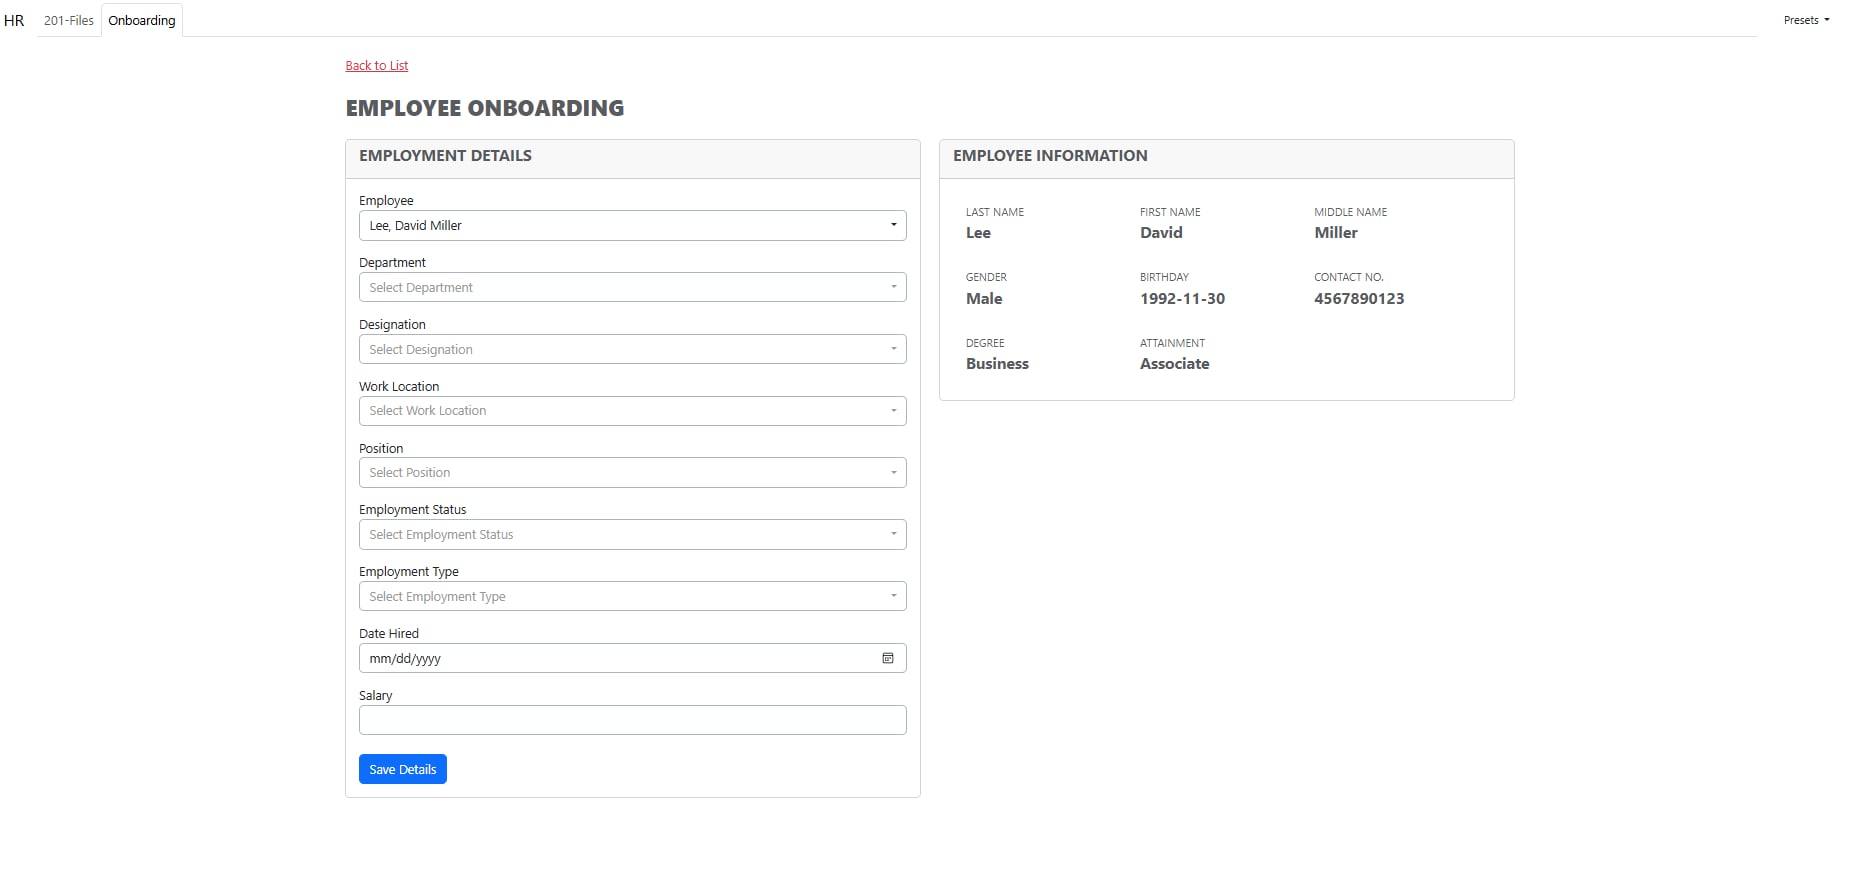 HR 201-Files Onboarding Presets
Back to List
EMPLOYEE ONBOARDING
EMPLOYMENT DETAILS
Employee
Lee, David Miller
Department
Select Department
Designation
Select Designation
Work Location
Select Work Location
Position
Select Position
Employment Status
Select Employment Status
Employment Type
Select Employment Type
Date Hired
mm/dd/yyyy
Salary
Save Details
EMPLOYEE INFORMATION
LAST NAME FIRST NAME MIDDLE NAME
Lee David Miller
GENDER BIRTHDAY CONTACT NO.
Male 1992-11-30 4567890123
DEGREE ATTAINMENT
Business Associate